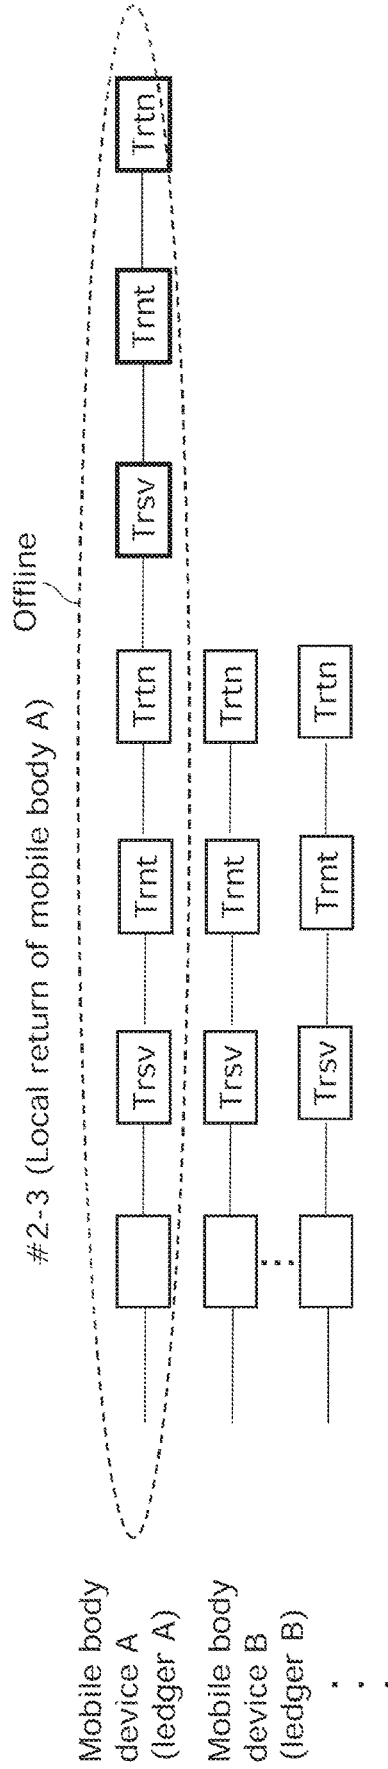 #2-3 (Local return of mobile body A)
Offline
Mobile body
device A
(ledger A)
Trsv
Trnt
Trtn
Trsv
Trnt
Trtn
Mobile body
device B
(ledger B)
Trsv
Trnt
Trtn
Trsv
Trnt
Trtn